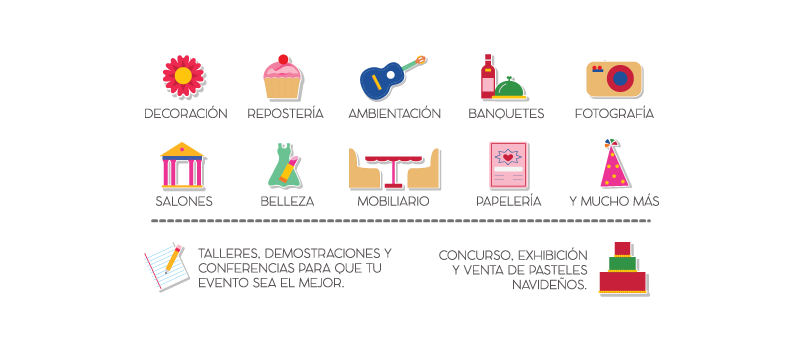 DECORACIÓN
REPOSTERÍA
AMBIENTACIÓN
BANQUETES
FOTOGRAFÍA
SALONES
BELLEZA
MOBILIARIO
PAPELERÍA
Y MUCHO MÁS
TALLERES, DEMOSTRACIONES Y
CONFERENCIAS PARA QUE TU
EVENTO SEA EL MEJOR.
CONCURSO, EXHIBICIÓN
Y VENTA DE PASTELES
NAVIDEÑOS.